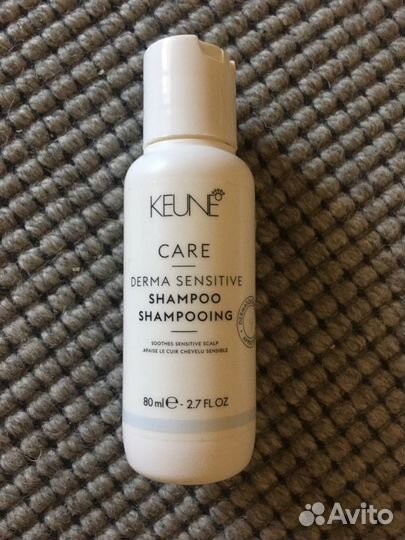 KEUNE
CARE
DERMA SENSITIVE
SHAMPOO
SHAMPOOING
SOOTHES SENSITIVE SCALP
APAISE LE CUIR CHEVELU SENSIBLE
80 ml ℮ - 2.7 FL OZ
Avito